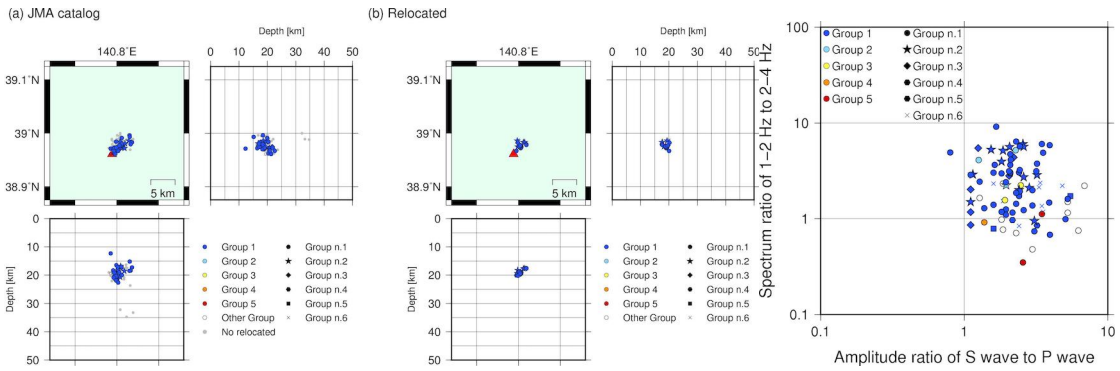 (a) JMA catalog
140.8°E
39.1°N
39°N
38.9°N
5 km
Depth [km]
0 10 20 30 40 50
0
10
20
30
40
50
Depth [km]
Group 1
Group 2
Group 3
Group 4
Group 5
Other Group
No relocated
Group n.1
Group n.2
Group n.3
Group n.4
Group n.5
Group n.6
(b) Relocated
140.8°E
39.1°N
39°N
38.9°N
5 km
Depth [km]
0 10 20 30 40 50
0
10
20
30
40
50
Depth [km]
Group 1
Group 2
Group 3
Group 4
Group 5
Other Group
Group n.1
Group n.2
Group n.3
Group n.4
Group n.5
Group n.6
Spectrum ratio of 1–2 Hz to 2–4 Hz
100
10
1
0.1
Group 1
Group 2
Group 3
Group 4
Group 5
Group n.1
Group n.2
Group n.3
Group n.4
Group n.5
Group n.6
0.1 1 10
Amplitude ratio of S wave to P wave